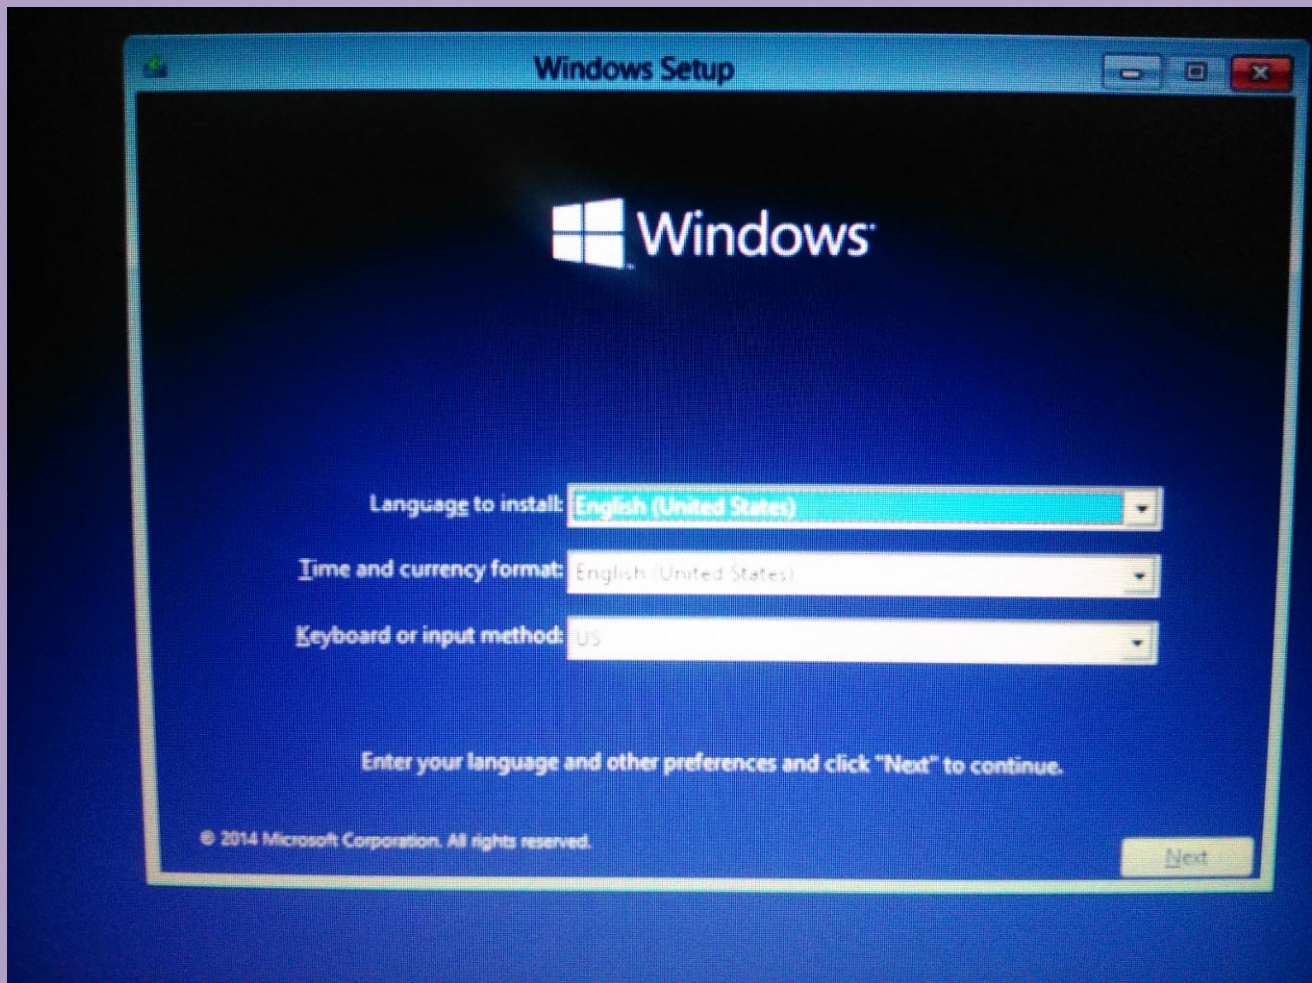 Windows Setup
Windows
Language to install: English (United States)
Time and currency format: English (United States)
Keyboard or input method: US
Enter your language and other preferences and click "Next" to continue.
© 2014 Microsoft Corporation. All rights reserved.
Next